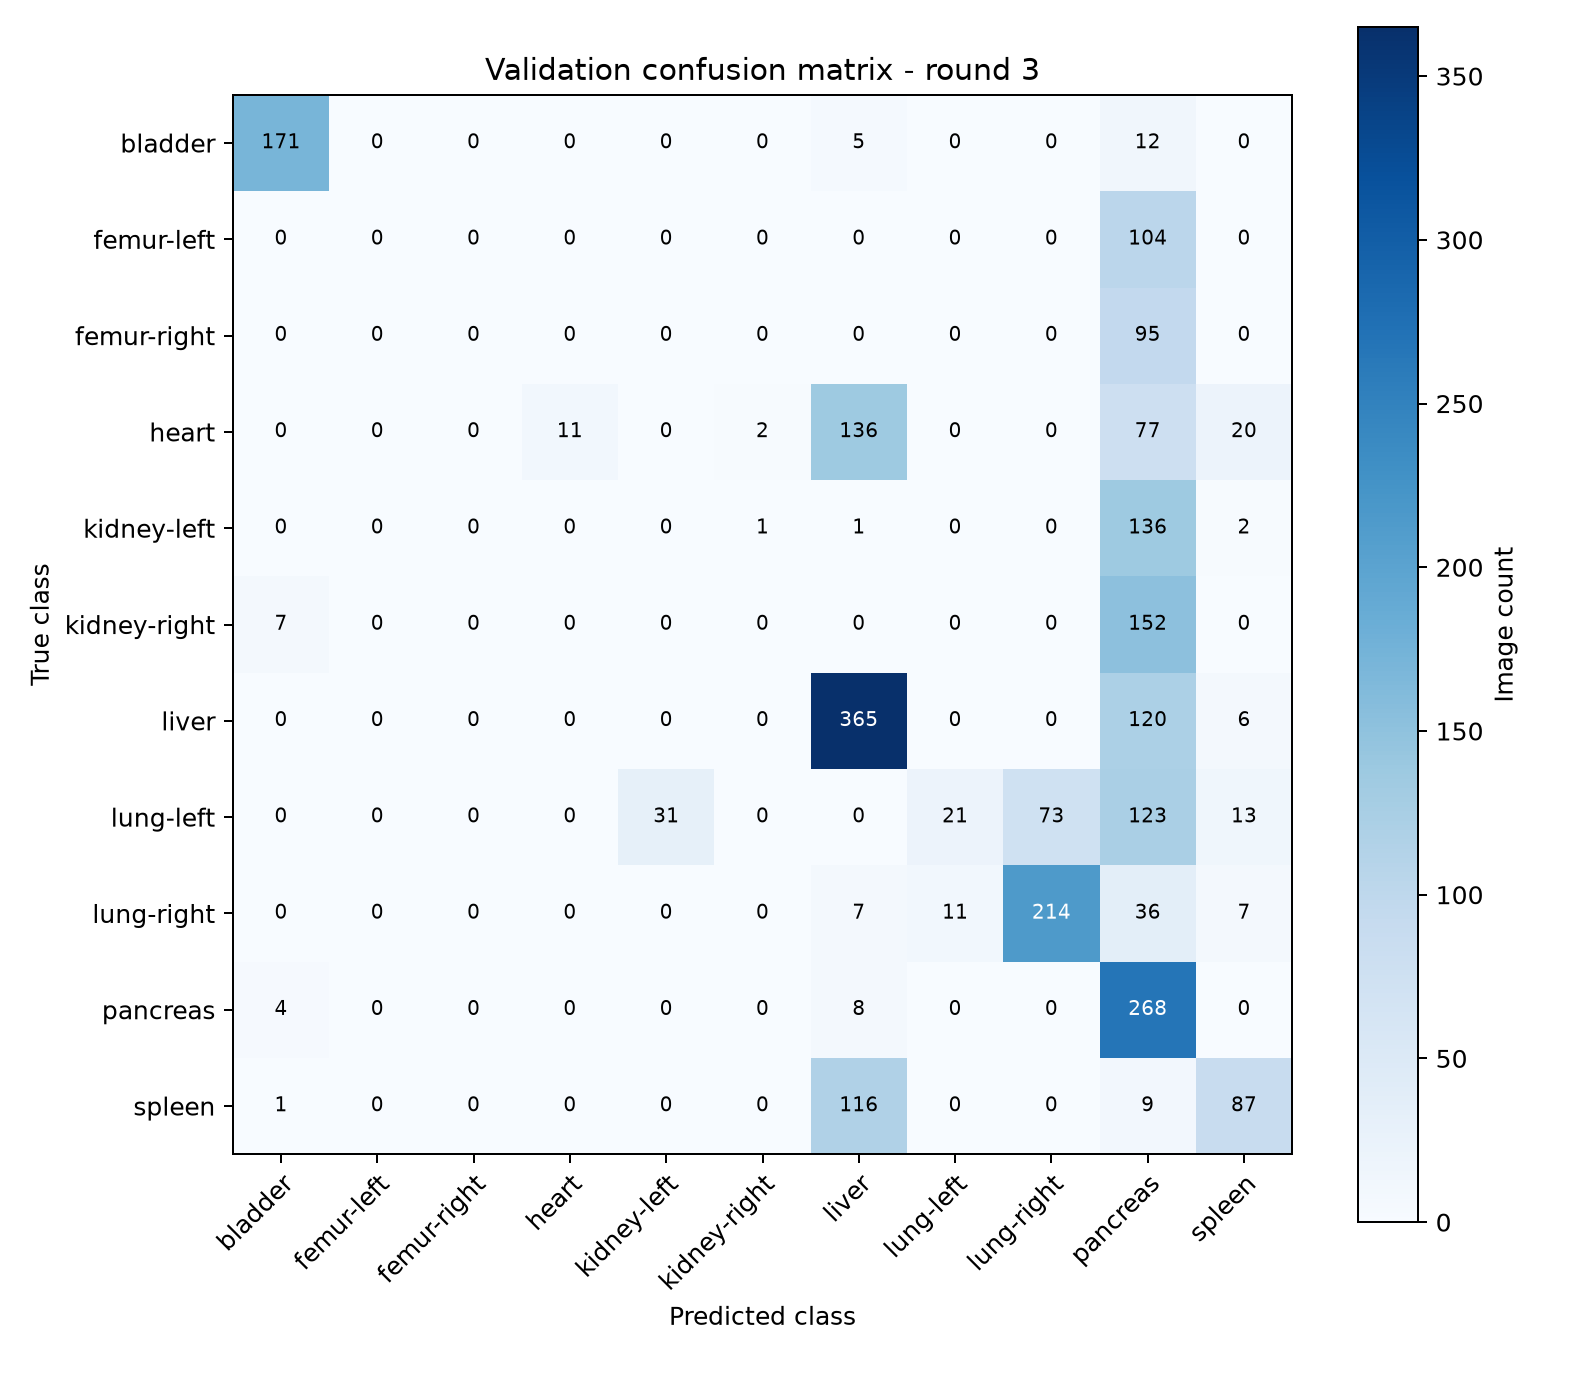 Validation confusion matrix - round 3
bladder 171 0 0 0 0 0 5 0 0 12 0
femur-left 0 0 0 0 0 0 0 0 0 104 0
femur-right 0 0 0 0 0 0 0 0 0 95 0
heart 0 0 0 11 0 2 136 0 0 77 20
kidney-left 0 0 0 0 0 1 1 0 0 136 2
kidney-right 7 0 0 0 0 0 0 0 0 152 0
liver 0 0 0 0 0 0 365 0 0 120 6
lung-left 0 0 0 0 31 0 0 21 73 123 13
lung-right 0 0 0 0 0 0 7 11 214 36 7
pancreas 4 0 0 0 0 0 8 0 0 268 0
spleen 1 0 0 0 0 0 116 0 0 9 87
bladder femur-left femur-right heart kidney-left kidney-right liver lung-left lung-right pancreas spleen
Predicted class
True class
350
300
250
200
150
100
50
0
Image count